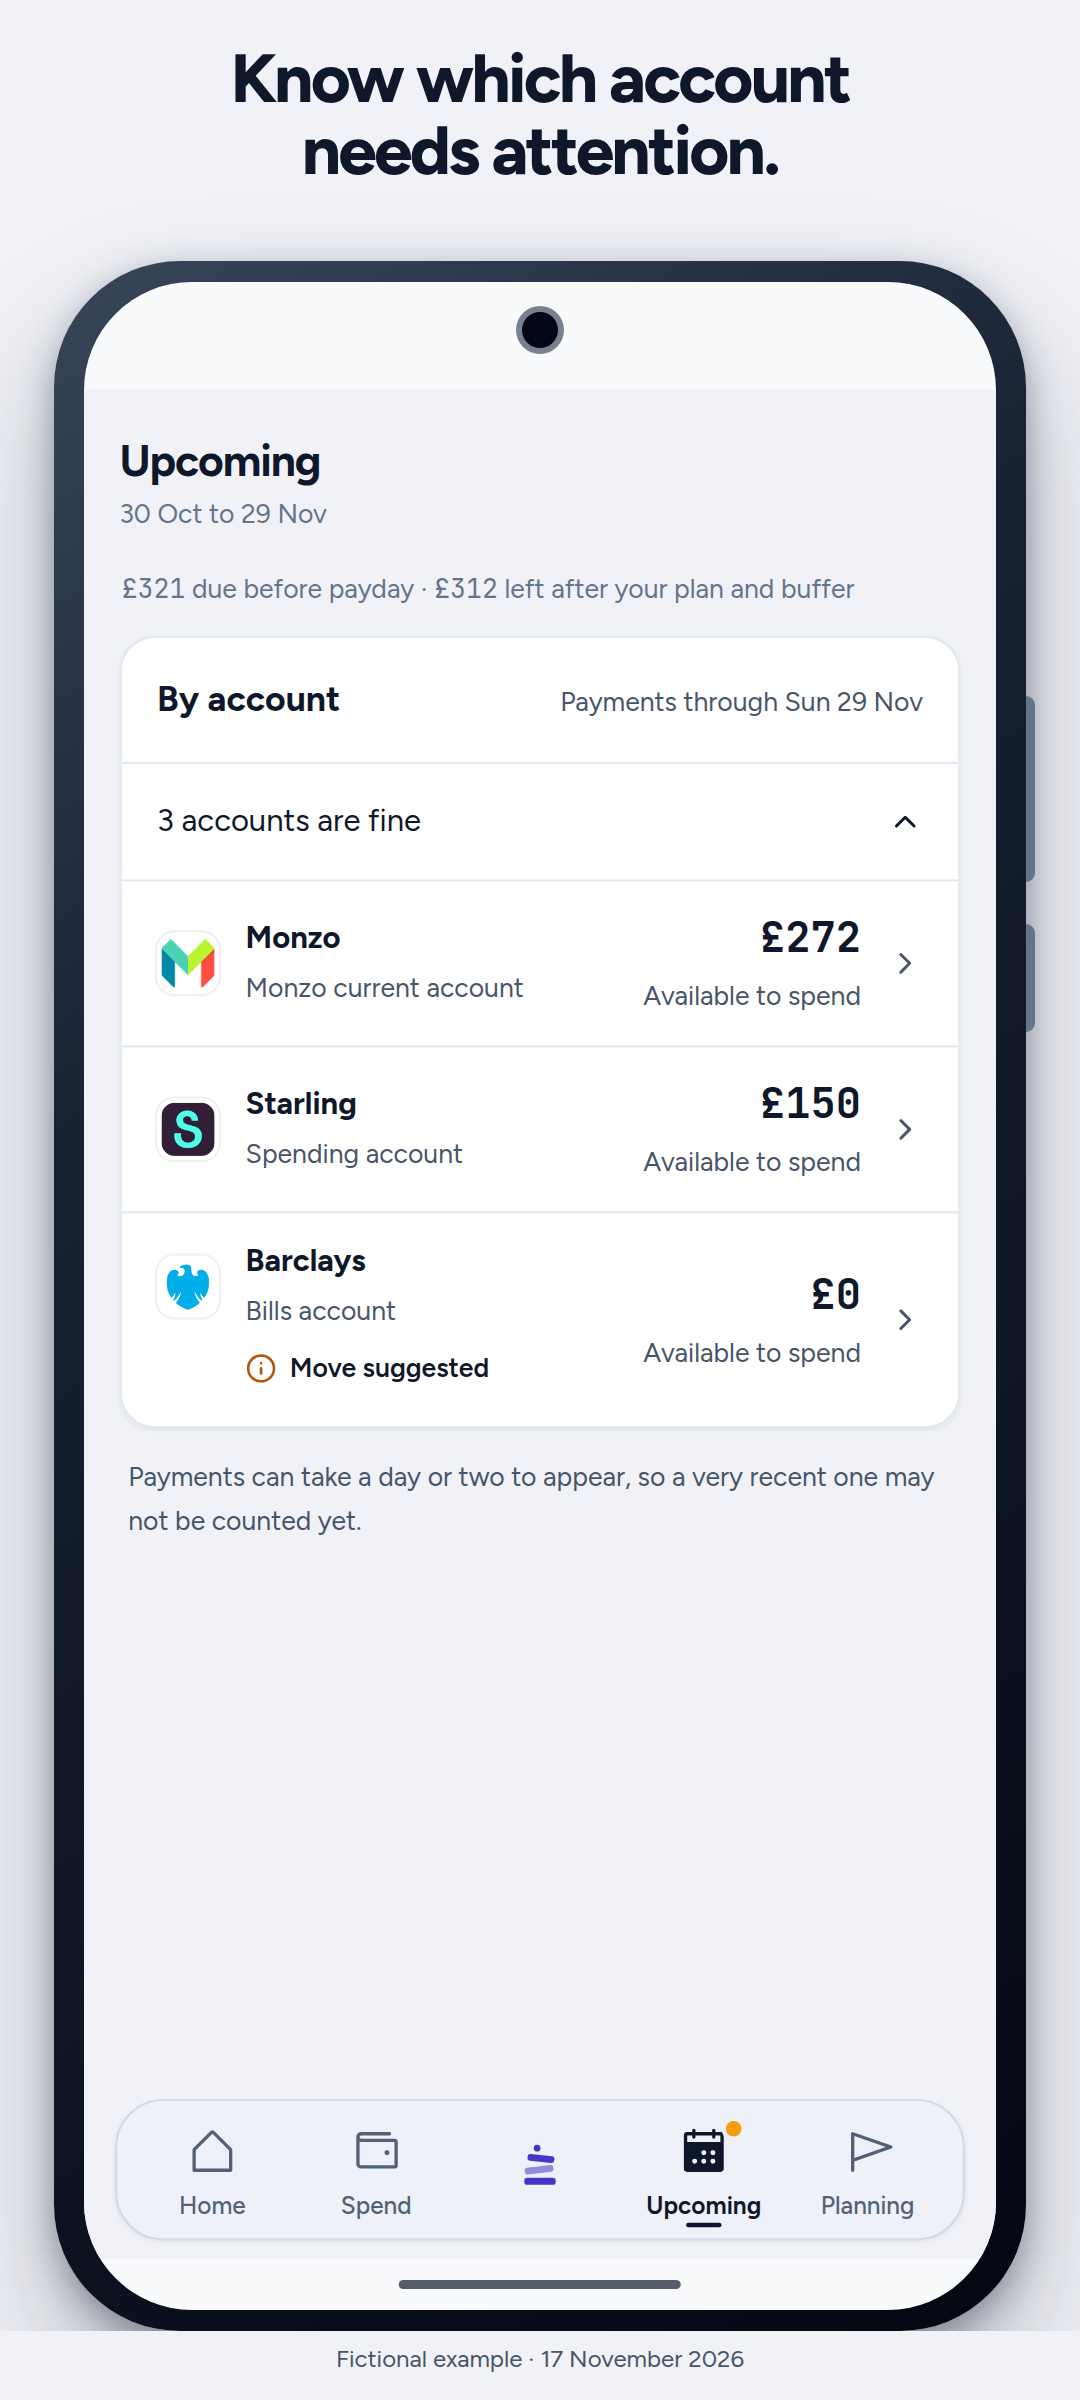 Know which account
needs attention.
Upcoming
30 Oct to 29 Nov
£321 due before payday · £312 left after your plan and buffer
By account
Payments through Sun 29 Nov
3 accounts are fine
Monzo
£272
Monzo current account
Available to spend
Starling
£150
Spending account
Available to spend
Barclays
Bills account
£0
Available to spend
Move suggested
Payments can take a day or two to appear, so a very recent one may
not be counted yet.
Home
Spend
Upcoming
Planning
Fictional example · 17 November 2026